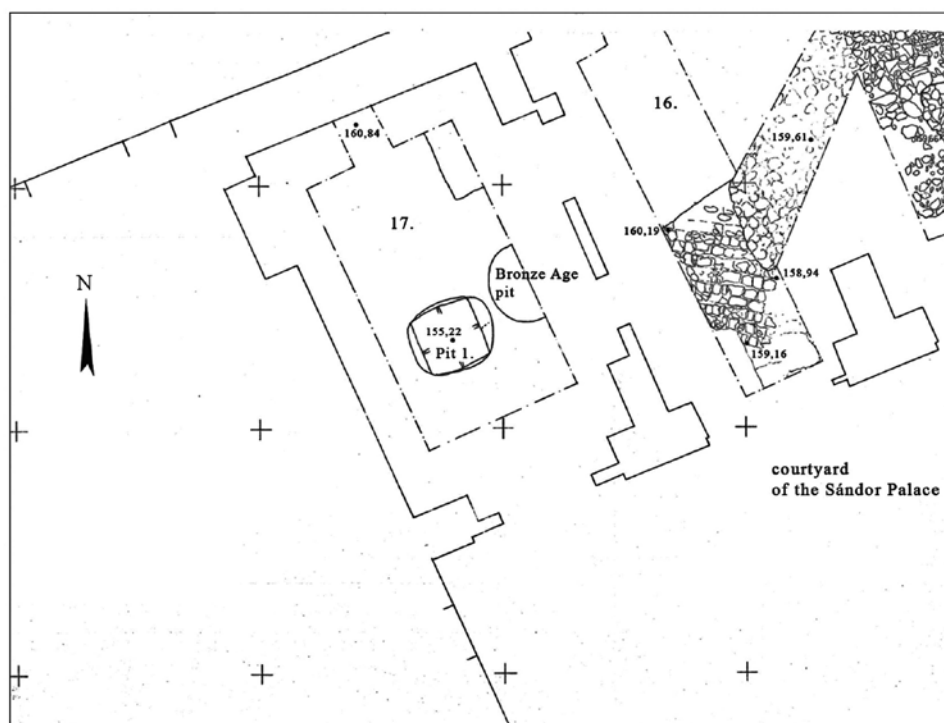 16.
159,61
160,84
17.
160,19
Bronze Age
pit
158,94
N
155,22
Pit 1.
159,16
courtyard
of the Sándor Palace